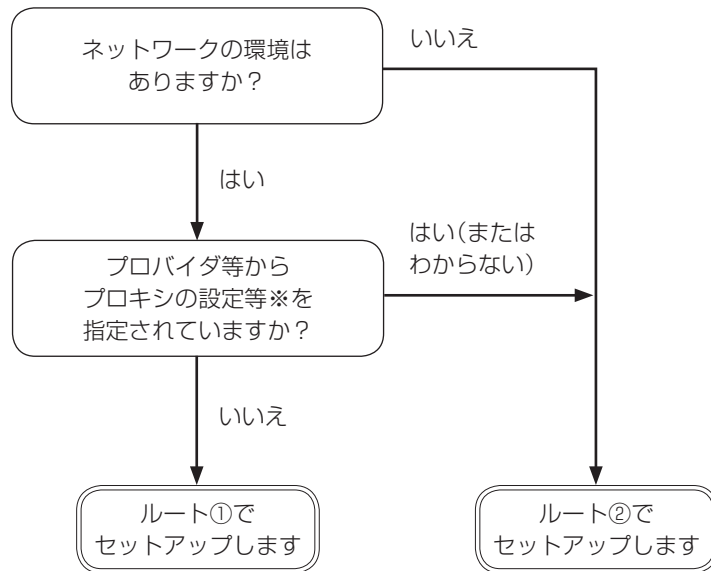 ネットワークの環境は
ありますか？
いいえ
はい
プロバイダ等から
プロキシの設定等※を
指定されていますか？
はい（または
わからない）
いいえ
ルート①で
セットアップします
ルート②で
セットアップします